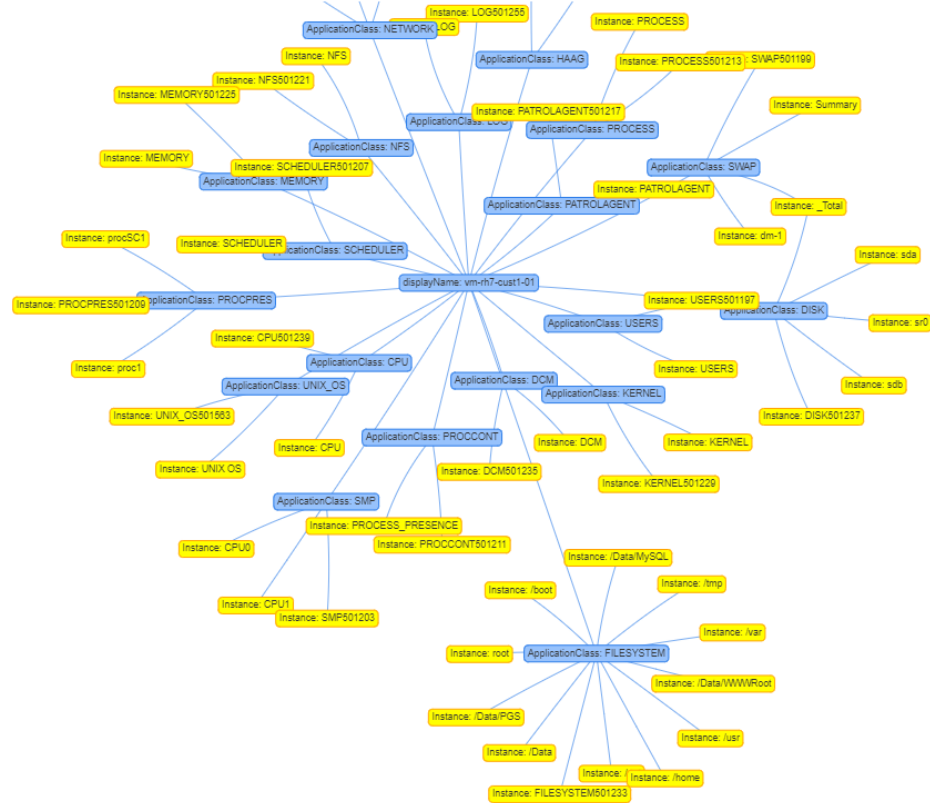 Instance: LOG501255
Instance: PROCESS
ApplicationClass: NETWORK
LOG
Instance: NFS
ApplicationClass: HAAG
Instance: PROCESS501213
Instance: SWAP501199
Instance: NFS501221
Instance: MEMORY501225
Instance: PATROLAGENT501217
Instance: Summary
ApplicationClass: LOG
ApplicationClass: PROCESS
ApplicationClass: NFS
Instance: MEMORY
Instance: SCHEDULER501207
ApplicationClass: SWAP
ApplicationClass: MEMORY
Instance: PATROLAGENT
ApplicationClass: PATROLAGENT
Instance: _Total
Instance: procSC1
Instance: SCHEDULER
ApplicationClass: SCHEDULER
Instance: dm-1
Instance: sda
displayName: vm-rh7-cust1-01
Instance: PROCPRES501209
ApplicationClass: PROCPRES
Instance: USERS501197
ApplicationClass: DISK
ApplicationClass: USERS
Instance: sr0
Instance: CPU501239
ApplicationClass: CPU
Instance: proc1
Instance: USERS
ApplicationClass: UNIX_OS
ApplicationClass: DCM
Instance: sdb
ApplicationClass: KERNEL
Instance: UNIX_OS501563
Instance: DISK501237
ApplicationClass: PROCCONT
Instance: DCM
Instance: KERNEL
Instance: CPU
Instance: UNIX OS
Instance: DCM501235
Instance: KERNEL501229
ApplicationClass: SMP
Instance: PROCESS_PRESENCE
Instance: PROCCONT501211
Instance: CPU0
Instance: /Data/MySQL
Instance: /tmp
Instance: /boot
Instance: CPU1
Instance: SMP501203
Instance: /var
Instance: root
ApplicationClass: FILESYSTEM
Instance: /Data/WWWRoot
Instance: /Data/PGS
Instance: /usr
Instance: /Data
Instance: /
Instance: /home
Instance: FILESYSTEM501233